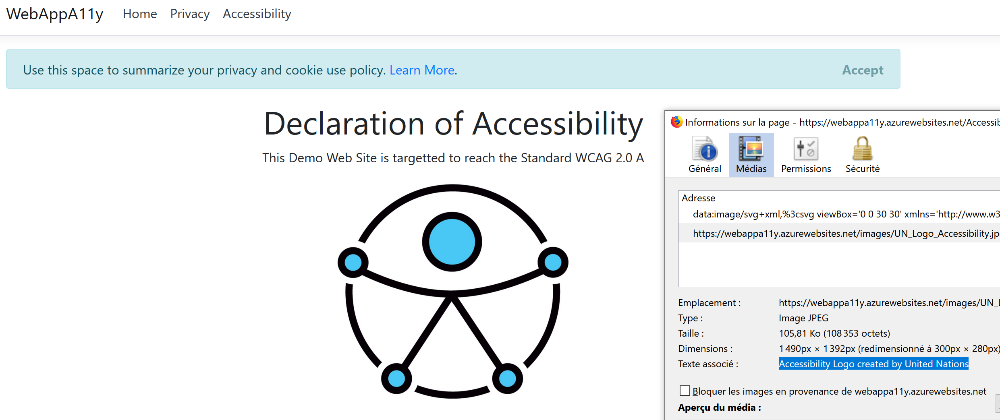 WebAppA11y Home Privacy Accessibility
Use this space to summarize your privacy and cookie use policy. Learn More. Accept
Declaration of Accessibility
This Demo Web Site is targetted to reach the Standard WCAG 2.0 A
Informations sur la page - https://webappa11y.azurewebsites.net/Accessib
Général Médias Permissions Sécurité
Adresse
data:image/svg+xml,%3csvg viewBox='0 0 30 30' xmlns='http://www.w3
https://webappa11y.azurewebsites.net/images/UN_Logo_Accessibility.jp
Emplacement : https://webappa11y.azurewebsites.net/images/UN_L
Type : Image JPEG
Taille : 105,81 Ko (108 353 octets)
Dimensions : 1 490px × 1 392px (redimensionné à 300px × 280px)
Texte associé : Accessibility Logo created by United Nations
Bloquer les images en provenance de webappa11y.azurewebsites.net
Aperçu du média :